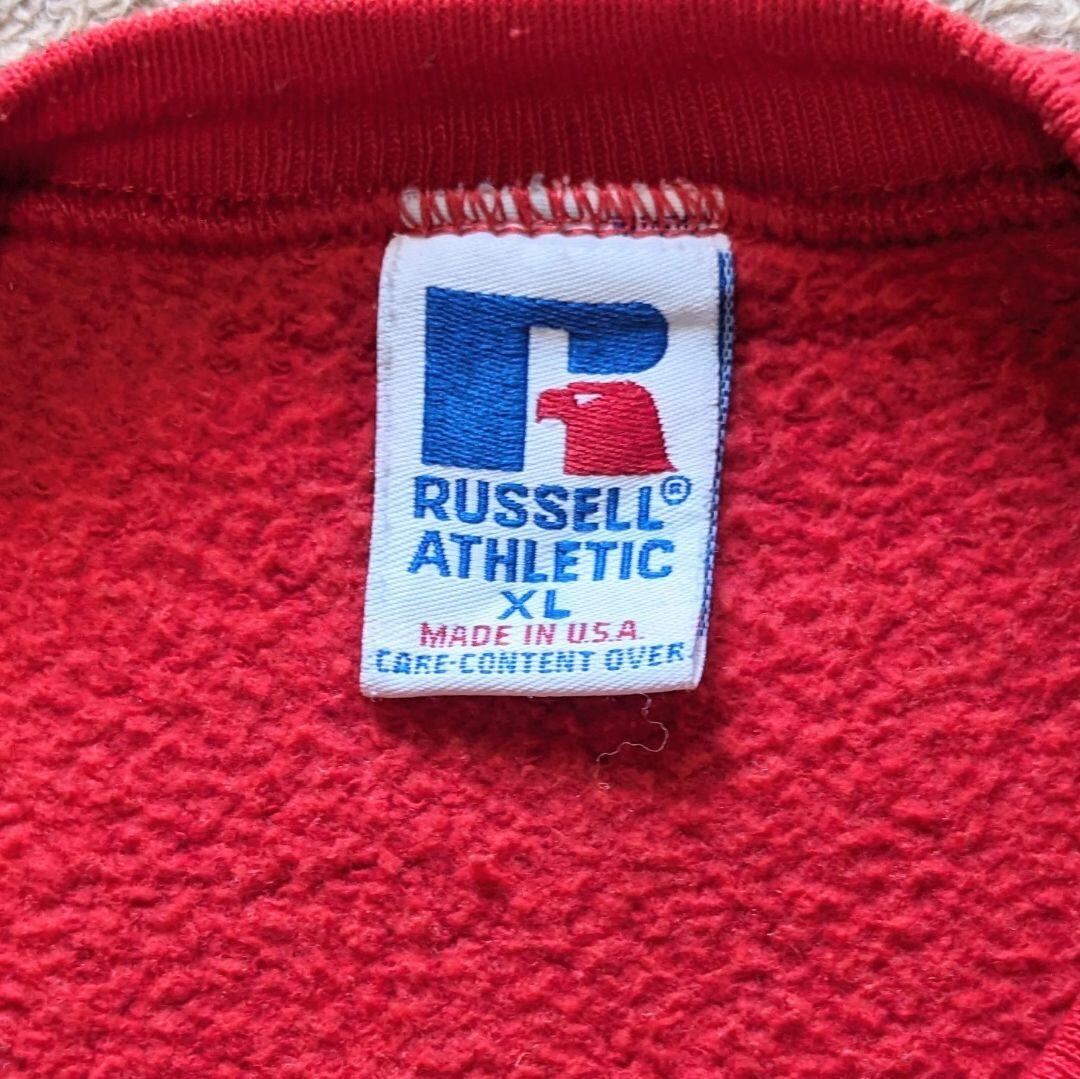 R
RUSSELL®
ATHLETIC
XL
MADE IN U.S.A.
CARE-CONTENT OVER